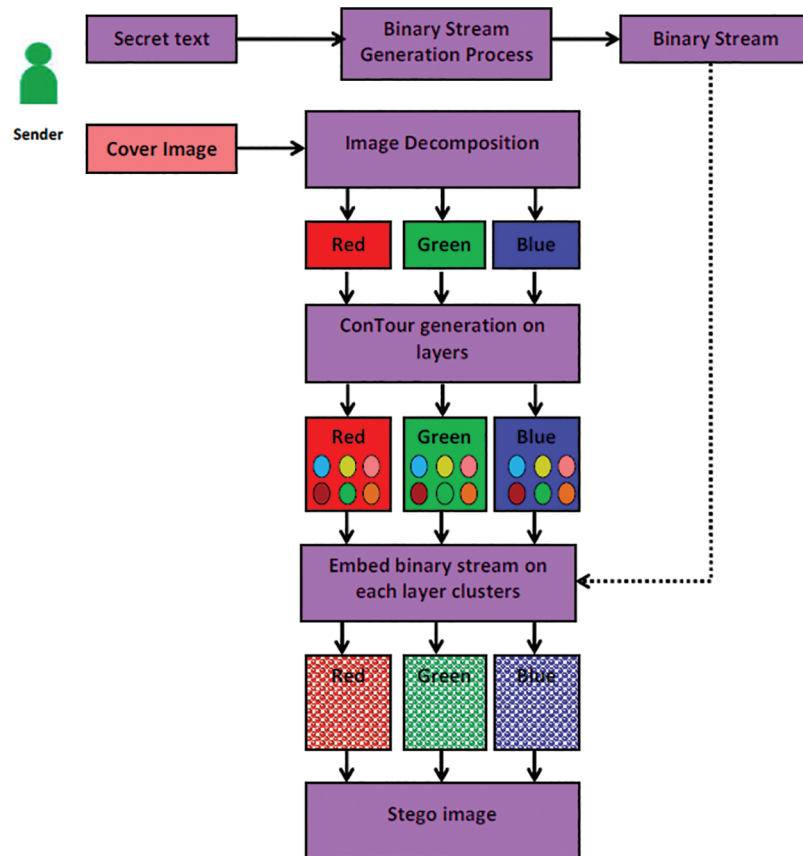 Secret text
Binary Stream
Generation Process
Binary Stream
Sender
Cover Image
Image Decomposition
Red
Green
Blue
ConTour generation on
layers
Red
Green
Blue
Embed binary stream on
each layer clusters
Red
Green
Blue
Stego image